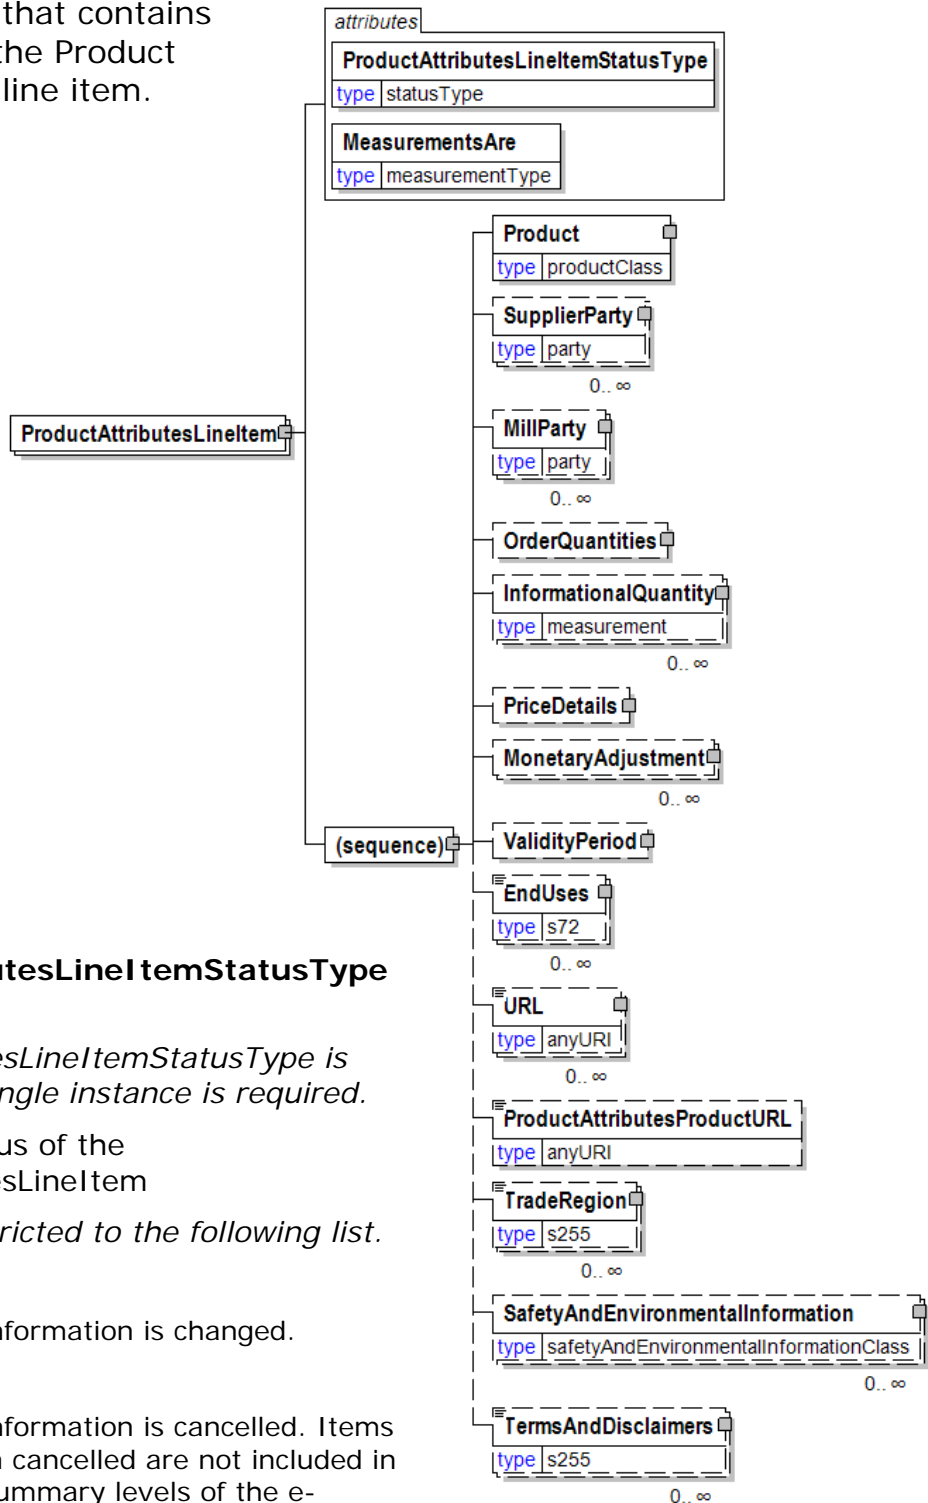 that contains
the Product
line item.
attributes
ProductAttributesLineItemStatusType
type statusType
MeasurementsAre
type measurementType
Product
type productClass
SupplierParty
type party
0.. ∞
ProductAttributesLineItem
MillParty
type party
0.. ∞
OrderQuantities
InformationalQuantity
type measurement
0.. ∞
PriceDetails
MonetaryAdjustment
0.. ∞
(sequence)
ValidityPeriod
EndUses
type s72
0.. ∞
utesLineItemStatusType
URL
type anyURI
0.. ∞
esLineItemStatusType is
ngle instance is required.
ProductAttributesProductURL
type anyURI
us of the
esLineItem
TradeRegion
type s255
0.. ∞
ricted to the following list.
SafetyAndEnvironmentalInformation
type safetyAndEnvironmentalInformationClass
0.. ∞
nformation is changed.
TermsAndDisclaimers
type s255
0.. ∞
nformation is cancelled. Items
n cancelled are not included in
ummary levels of the e-